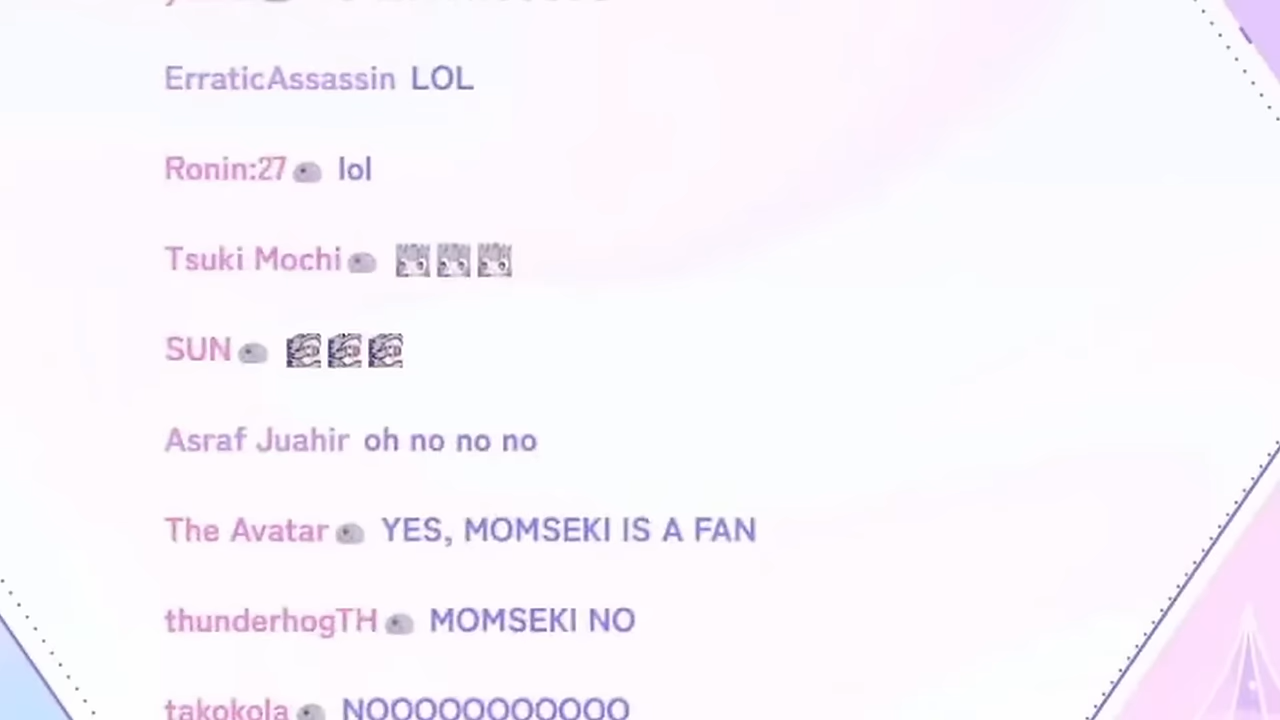 ErraticAssassin LOL
Ronin:27 lol
Tsuki Mochi
SUN
Asraf Juahir oh no no no
The Avatar YES, MOMSEKI IS A FAN
thunderhogTH MOMSEKI NO
takokola NOOOOOOOOOOO